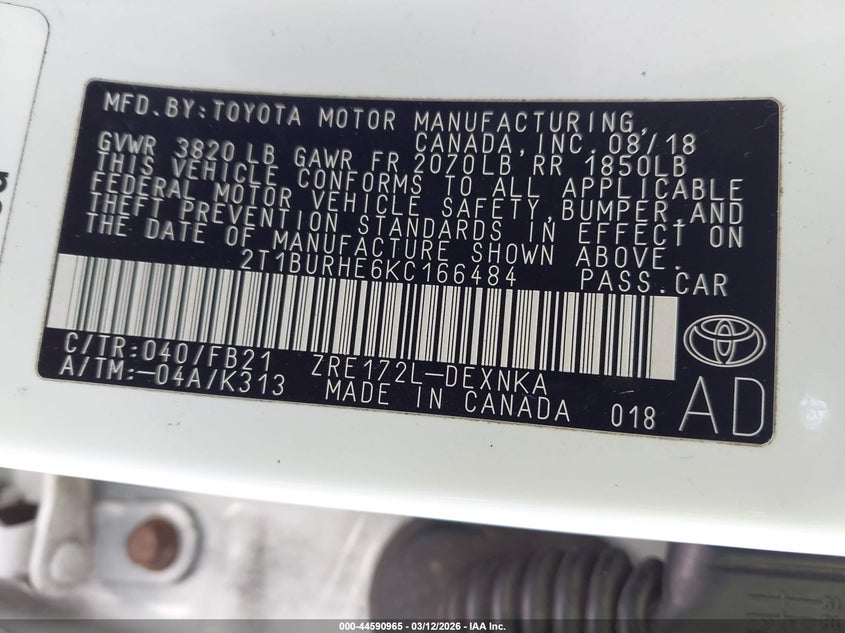 MFD.BY:TOYOTA MOTOR MANUFACTURING,
CANADA,INC. 08/18
GVWR 3820 LB GAWR FR 2070LB RR 1850LB
THIS VEHICLE CONFORMS TO ALL APPLICABLE
FEDERAL MOTOR VEHICLE SAFETY,BUMPER,AND
THEFT PREVENTION STANDARDS IN EFFECT ON
THE DATE OF MANUFACTURE SHOWN ABOVE.
2T1BURHE6KC166484 PASS.CAR
C/TR:040/FB21 ZRE172L-DEXNKA
A/TM:-04A/K313 MADE IN CANADA 018 AD
000-44590965 - 03/12/2026 - IAA Inc.